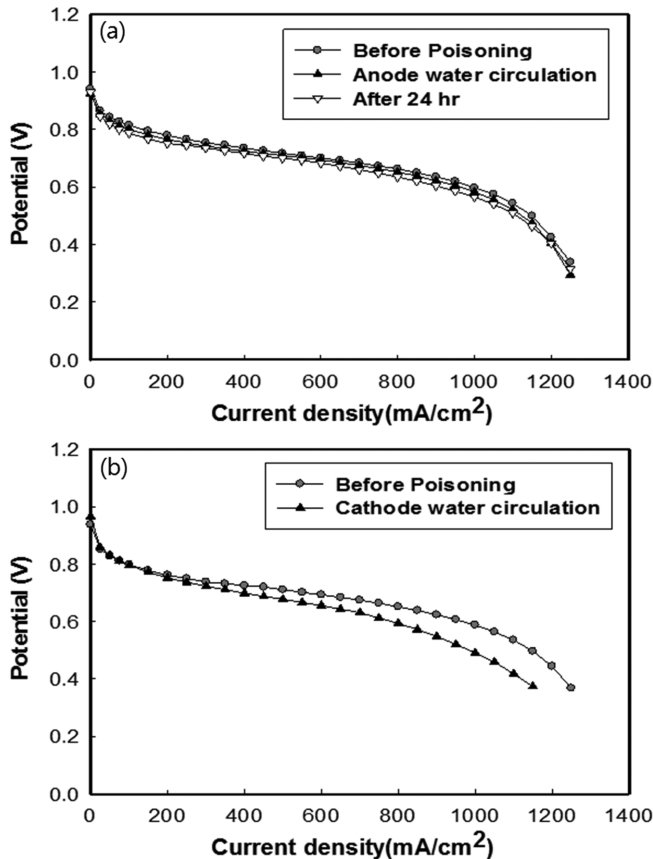 (a)
Before Poisoning
Anode water circulation
After 24 hr
Potential (V)
1.2
1.0
0.8
0.6
0.4
0.2
0.0
0 200 400 600 800 1000 1200 1400
Current density(mA/cm2)
(b)
Before Poisoning
Cathode water circulation
Potential (V)
1.2
1.0
0.8
0.6
0.4
0.2
0.0
0 200 400 600 800 1000 1200 1400
Current density(mA/cm2)